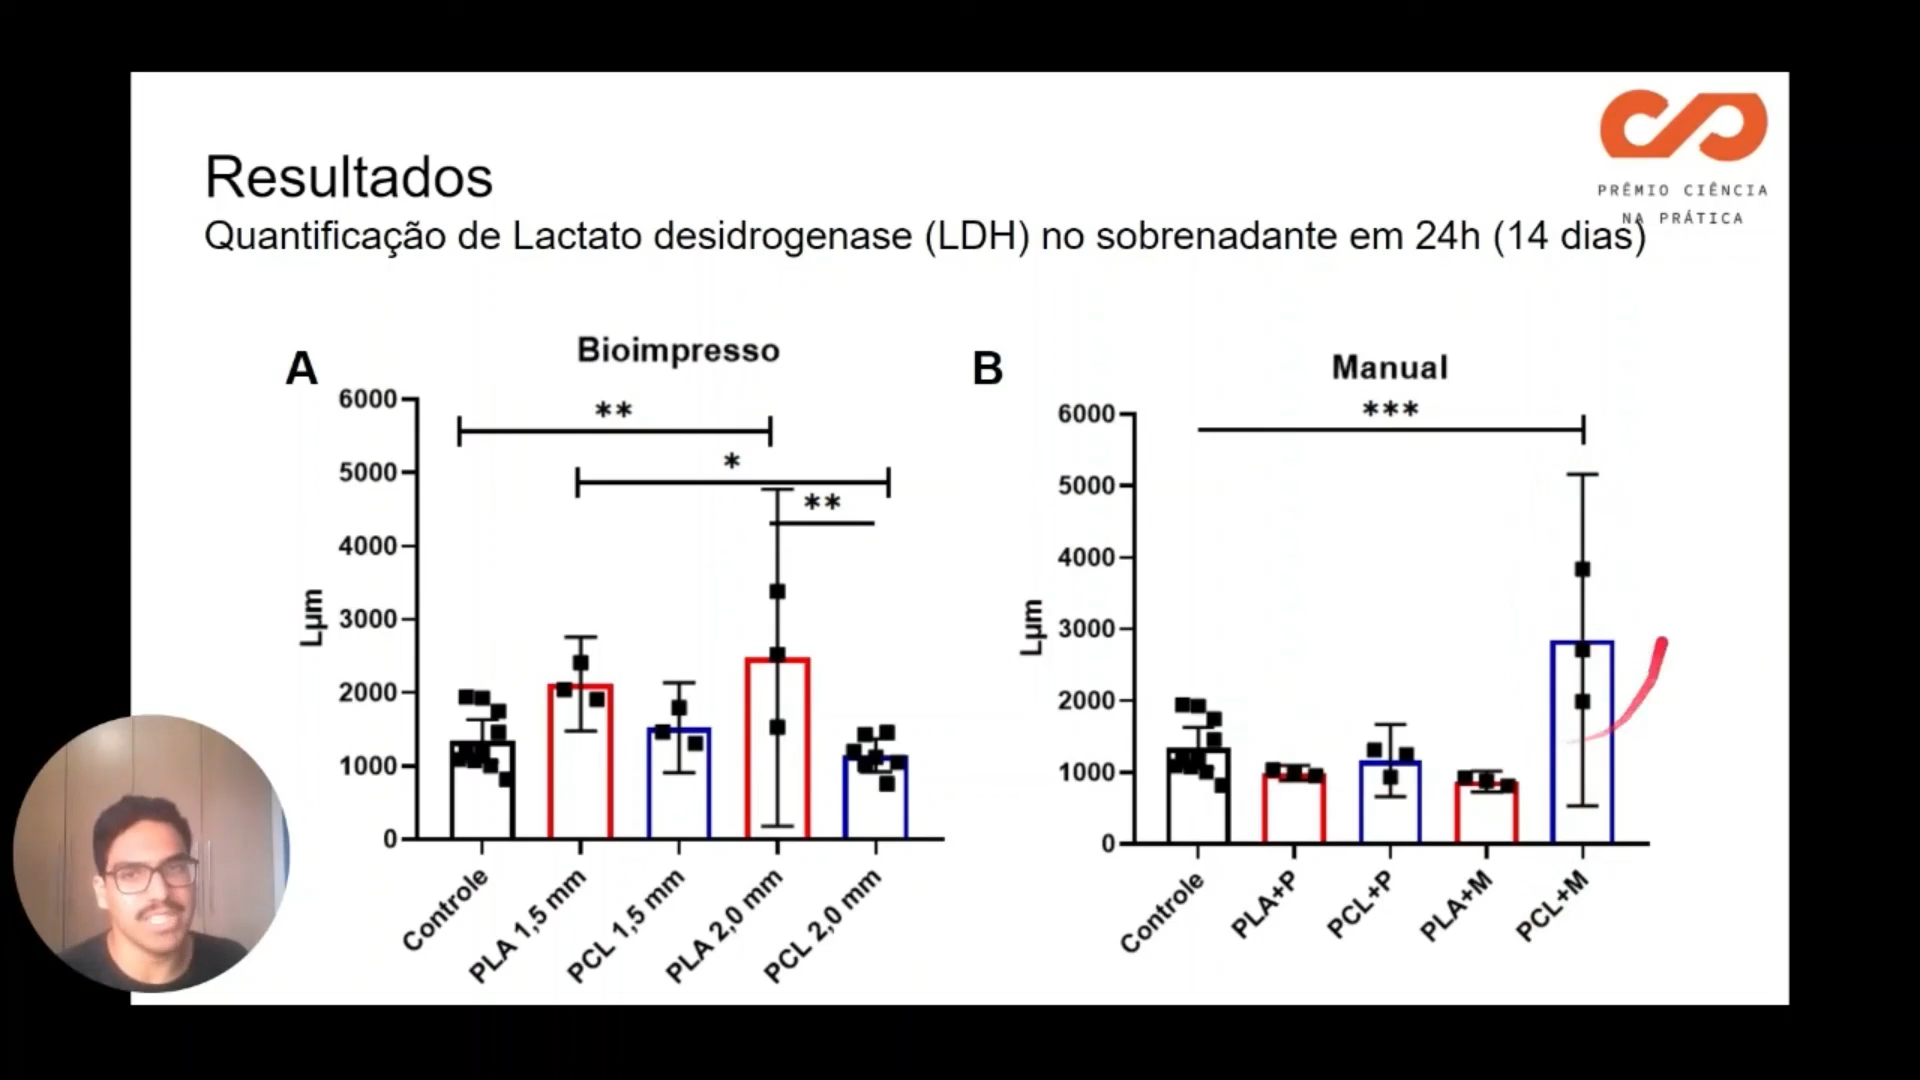 PRÊMIO CIÊNCIA
NA PRÁTICA
Resultados
Quantificação de Lactato desidrogenase (LDH) no sobrenadante em 24h (14 dias)
A
Bioimpresso
6000
5000
4000
3000
2000
1000
0
Lµm
**
*
**
Controle
PLA 1,5 mm
PCL 1,5 mm
PLA 2,0 mm
PCL 2,0 mm
B
Manual
***
6000
5000
4000
3000
2000
1000
0
Lµm
Controle
PLA+P
PCL+P
PLA+M
PCL+M